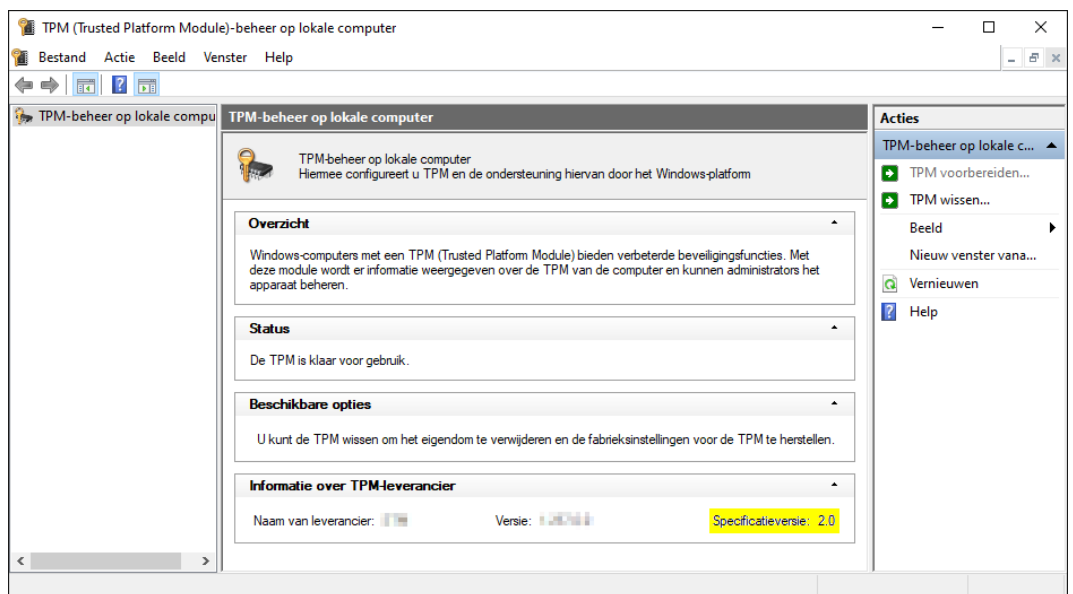 TPM (Trusted Platform Module)-beheer op lokale computer
Bestand Actie Beeld Venster Help
TPM-beheer op lokale compu
TPM-beheer op lokale computer
TPM-beheer op lokale computer
Hiermee configureert u TPM en de ondersteuning hiervan door het Windows-platform
Overzicht
Windows-computers met een TPM (Trusted Platform Module) bieden verbeterde beveiligingsfuncties. Met
deze module wordt er informatie weergegeven over de TPM van de computer en kunnen administrators het
apparaat beheren.
Status
De TPM is klaar voor gebruik.
Beschikbare opties
U kunt de TPM wissen om het eigendom te verwijderen en de fabrieksinstellingen voor de TPM te herstellen.
Informatie over TPM-leverancier
Naam van leverancier:
Versie:
Specificatieversie: 2.0
Acties
TPM-beheer op lokale c...
TPM voorbereiden...
TPM wissen...
Beeld
Nieuw venster vana...
Vernieuwen
Help